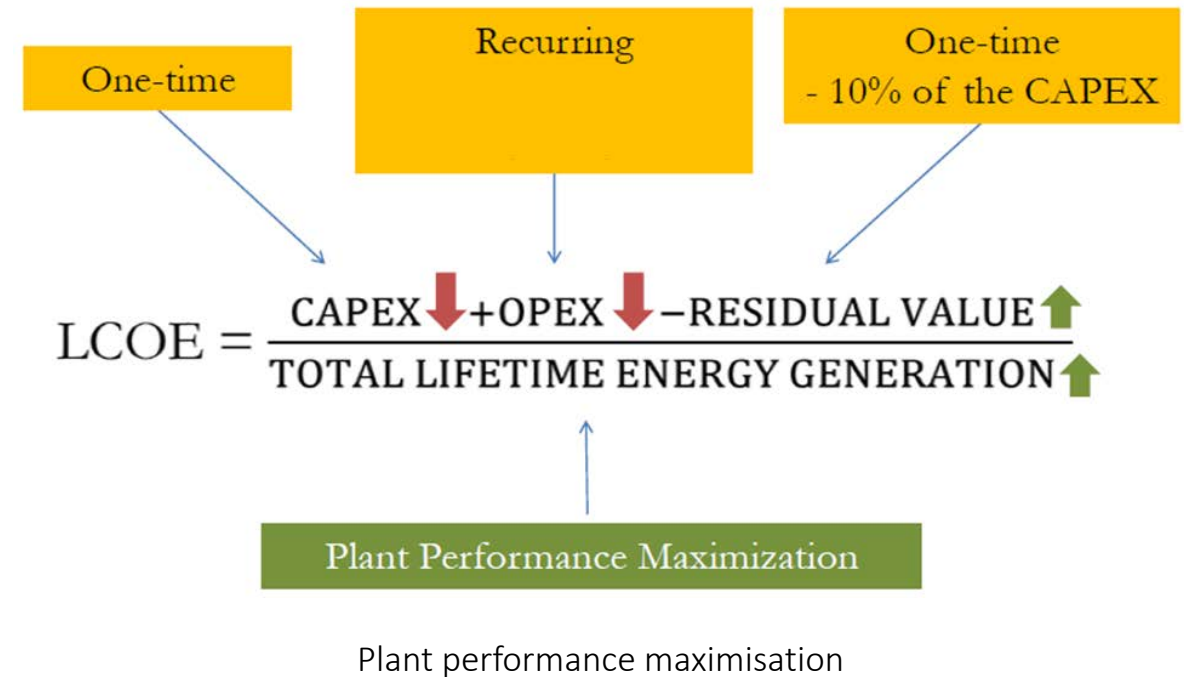 One-time
Recurring
One-time
- 10% of the CAPEX
LCOE =
CAPEX +OPEX −RESIDUAL VALUE
TOTAL LIFETIME ENERGY GENERATION
Plant Performance Maximization
Plant performance maximisation